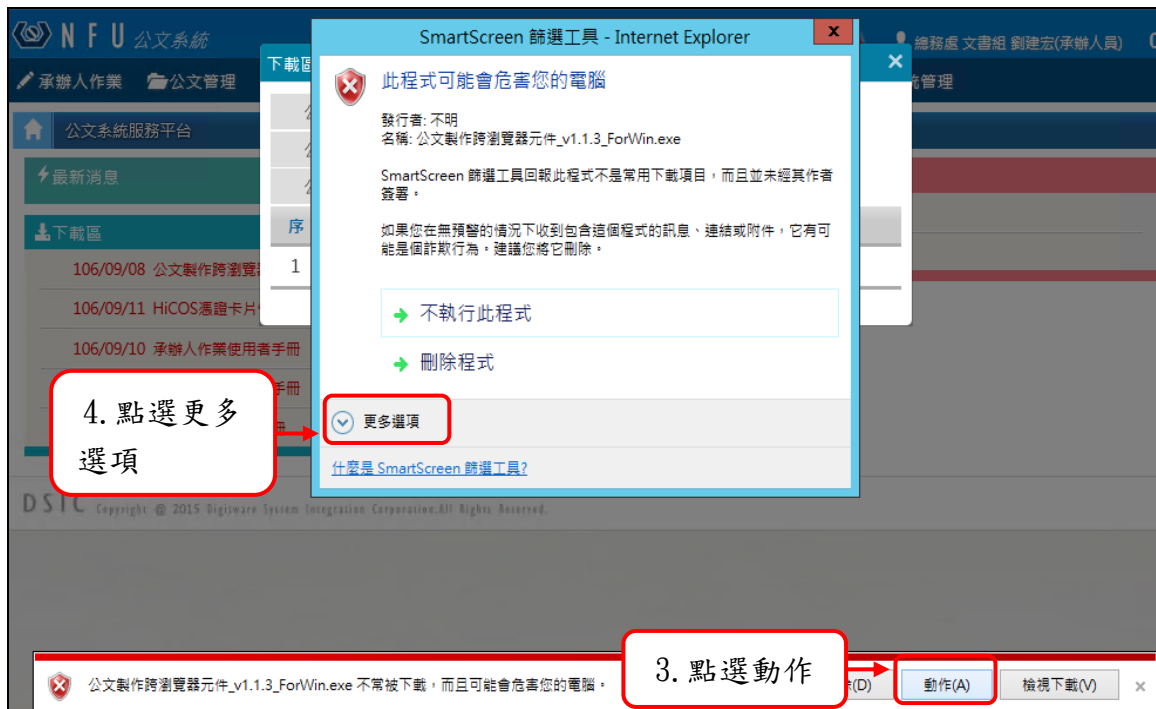 NFU 公文系統
總務處 文書組 劉建宏(承辦人員)
承辦人作業 公文管理
管理
公文系統服務平台
最新消息
下載區
106/09/08 公文製作跨瀏覽
106/09/11 HiCOS憑證卡片
106/09/10 承辦人作業使用者手冊
手冊
冊
下載區
序
1
SmartScreen 篩選工具 - Internet Explorer
x
此程式可能會危害您的電腦
發行者: 不明
名稱: 公文製作跨瀏覽器元件_v1.1.3_ForWin.exe
SmartScreen 篩選工具回報此程式不是常用下載項目，而且並未經其作者
簽署。
如果您在無預警的情況下收到包含這個程式的訊息、連結或附件，它有可
能是個詐欺行為。建議您將它刪除。
不執行此程式
刪除程式
更多選項
什麼是 SmartScreen 篩選工具?
4.點選更多
選項
DSIC Copyright @ 2015 Digiware System Integration Corporation.All Rights Reserved.
3.點選動作
公文製作跨瀏覽器元件_v1.1.3_ForWin.exe 不常被下載，而且可能會危害您的電腦。
(D) 動作(A) 檢視下載(V) ×